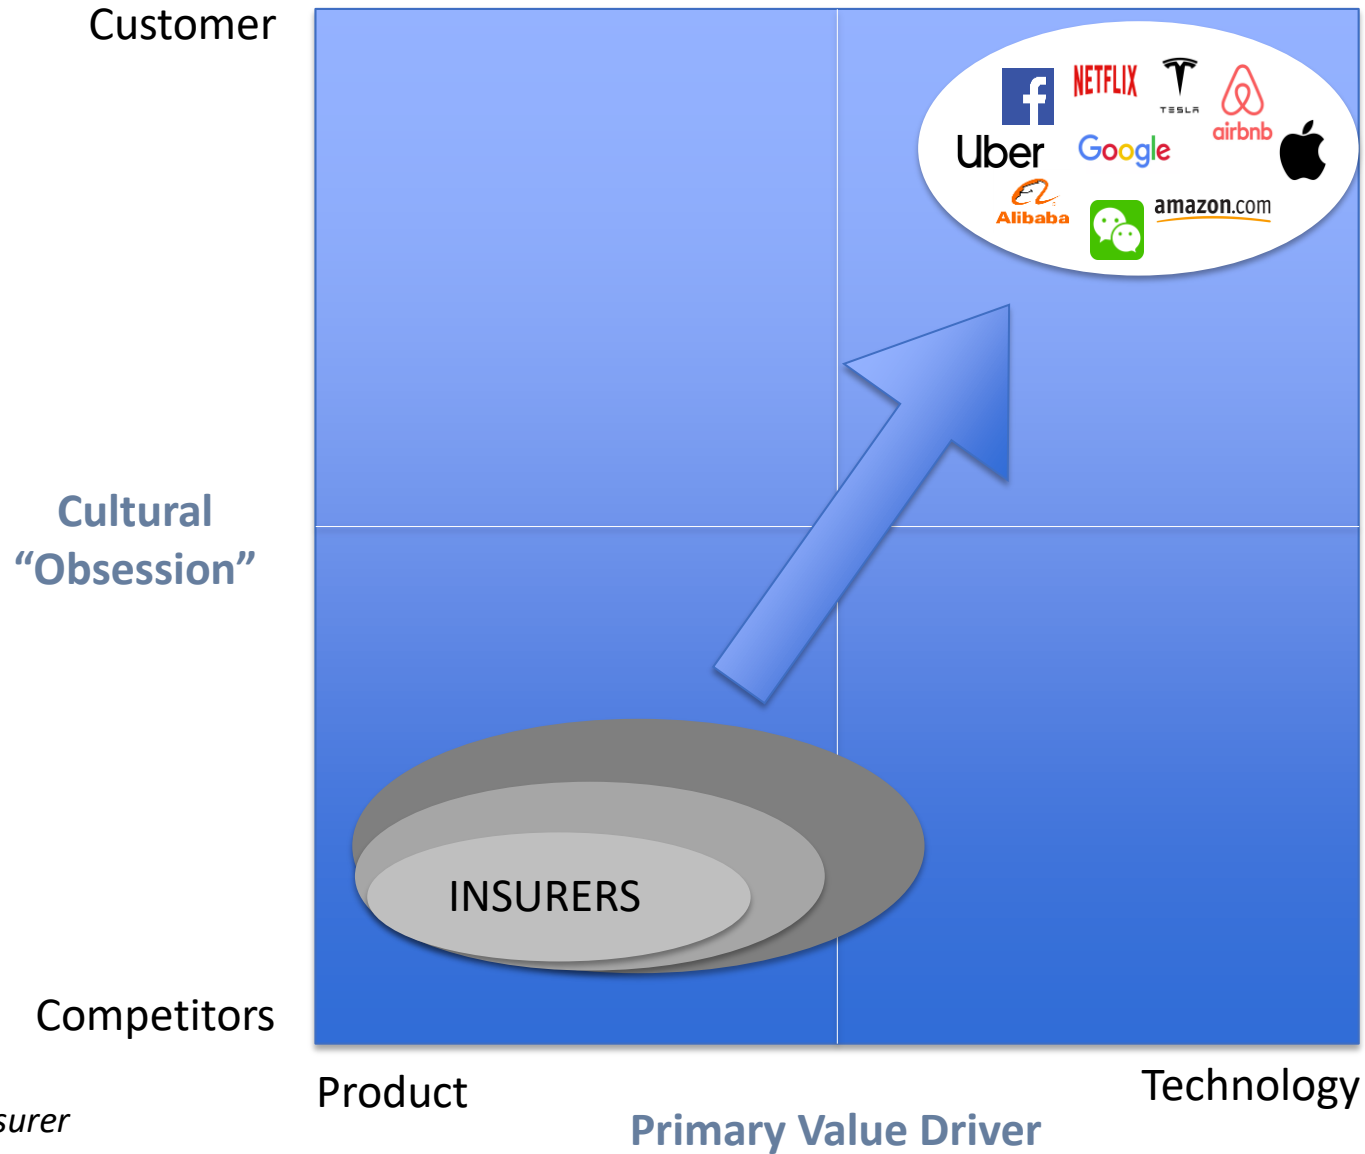 Customer
NETFLIX
TESLA
airbnb
Uber
Google
Alibaba
amazon.com
Cultural
“Obsession”
INSURERS
Competitors
Product
Technology
surer
Primary Value Driver